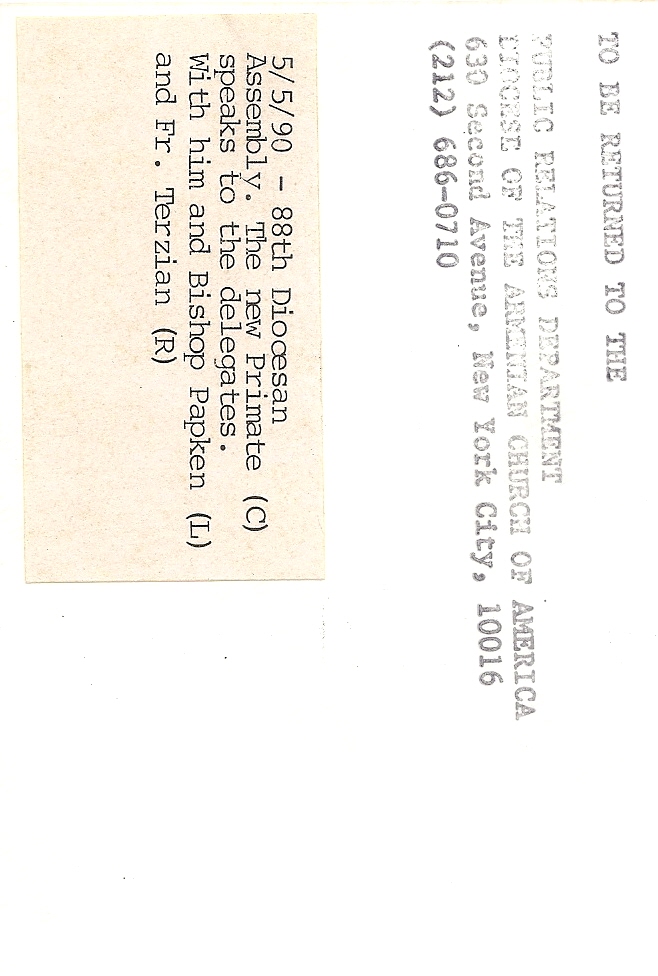 TO BE RETURNED TO THE
PUBLIC RELATIONS DEPARTMENT
DIOCESE OF THE ARMENIAN CHURCH OF AMERICA
630 Second Avenue, New York City, 10016
(212) 686-0710
5/5/90 - 88th Diocesan
Assembly. The new Primate (C)
speaks to the delegates.
With him and Bishop Papken (L)
and Fr. Terzian (R)